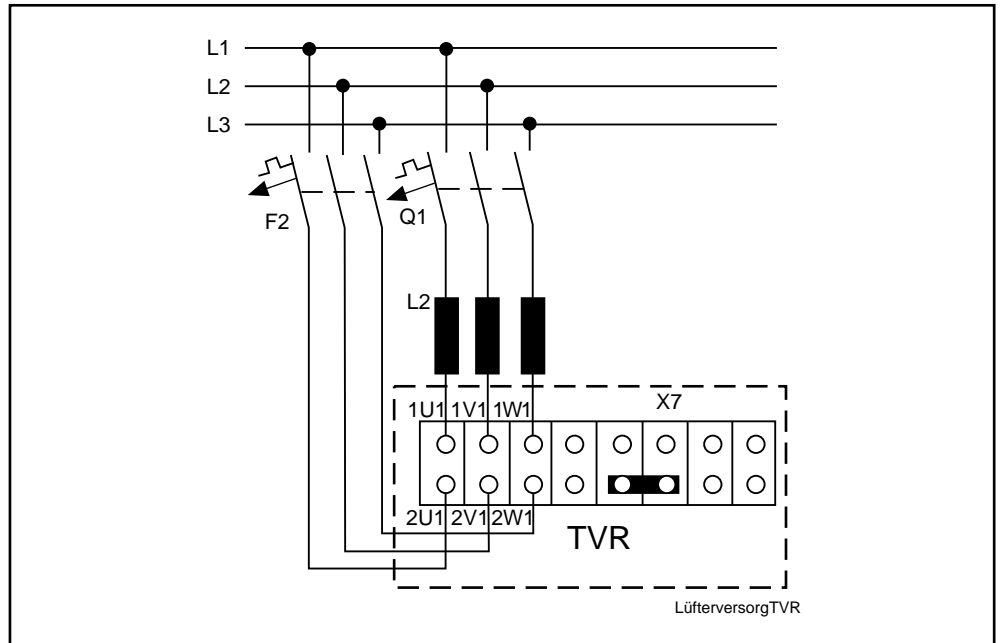 L1
L2
L3
F2
Q1
L2
1U1 1V1 1W1
X7
2U1 2V1 2W1
TVR
LüfterversorgTVR